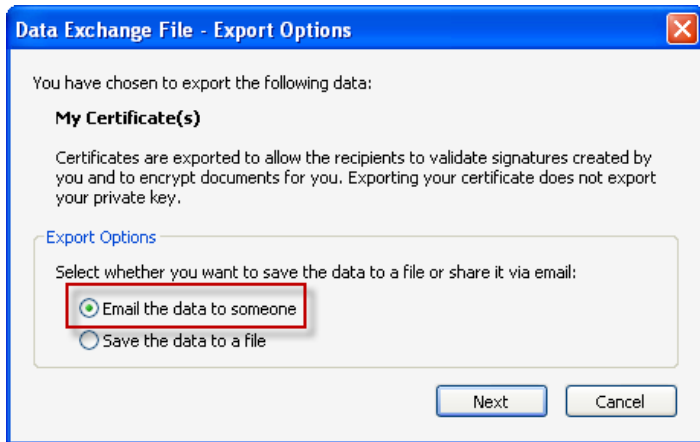 Data Exchange File - Export Options
You have chosen to export the following data:
My Certificate(s)
Certificates are exported to allow the recipients to validate signatures created by
you and to encrypt documents for you. Exporting your certificate does not export
your private key.
Export Options
Select whether you want to save the data to a file or share it via email:
Email the data to someone
Save the data to a file
Next Cancel